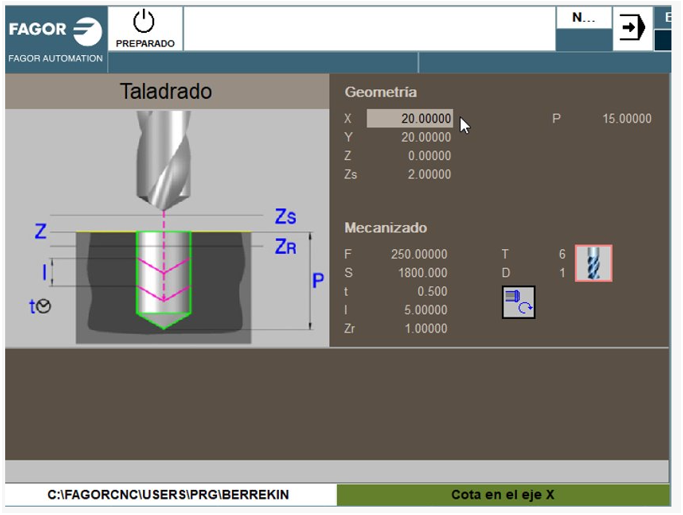 FAGOR
FAGOR AUTOMATION
PREPARADO
N...
E
Taladrado
Zs
Z
ZR
I
P
t
Geometría
X 20.00000 P 15.00000
Y 20.00000
Z 0.00000
Zs 2.00000
Mecanizado
F 250.00000 T 6
S 1800.000 D 1
t 0.500
I 5.00000
Zr 1.00000
C:\FAGORCNC\USERS\PRG\BERREKIN
Cota en el eje X